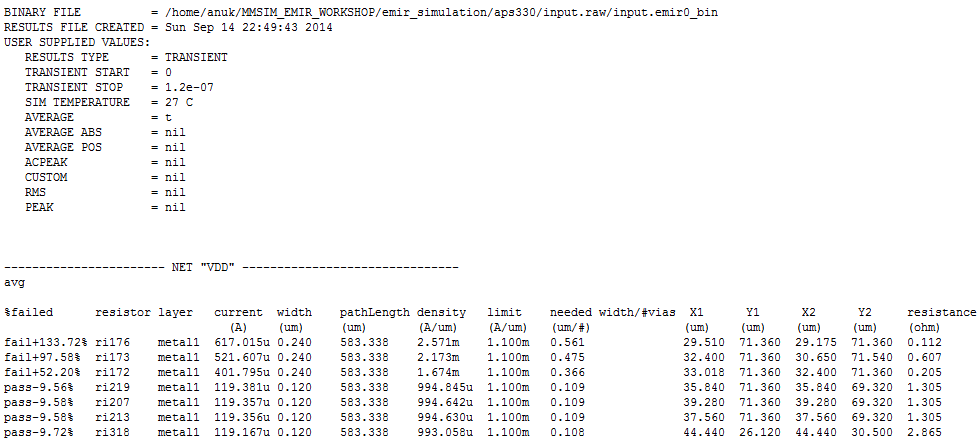 BINARY FILE = /home/anuk/MMSIM_EMIR_WORKSHOP/emir_simulation/aps330/input.raw/input.emir0_bin
RESULTS FILE CREATED = Sun Sep 14 22:49:43 2014
USER SUPPLIED VALUES:
RESULTS TYPE = TRANSIENT
TRANSIENT START = 0
TRANSIENT STOP = 1.2e-07
SIM TEMPERATURE = 27 C
AVERAGE = t
AVERAGE ABS = nil
AVERAGE POS = nil
ACPEAK = nil
CUSTOM = nil
RMS = nil
PEAK = nil
----------------------- NET "VDD" -------------------------------
avg
%failed resistor layer current width pathLength density limit needed width/#vias X1 Y1 X2 Y2 resistance
(A) (um) (um) (A/um) (A/um) (um/#) (um) (um) (um) (um) (ohm)
fail+133.72% ri176 metal1 617.015u 0.240 583.338 2.571m 1.100m 0.561 29.510 71.360 29.175 71.360 0.112
fail+97.58% ri173 metal1 521.607u 0.240 583.338 2.173m 1.100m 0.475 32.400 71.360 30.650 71.540 0.607
fail+52.20% ri172 metal1 401.795u 0.240 583.338 1.674m 1.100m 0.366 33.018 71.360 32.400 71.360 0.205
pass-9.56% ri219 metal1 119.381u 0.120 583.338 994.845u 1.100m 0.109 35.840 71.360 35.840 69.320 1.305
pass-9.58% ri207 metal1 119.357u 0.120 583.338 994.642u 1.100m 0.109 39.280 71.360 39.280 69.320 1.305
pass-9.58% ri213 metal1 119.356u 0.120 583.338 994.630u 1.100m 0.109 37.560 71.360 37.560 69.320 1.305
pass-9.72% ri318 metal1 119.167u 0.120 583.338 993.058u 1.100m 0.108 44.440 26.120 44.440 30.500 2.865